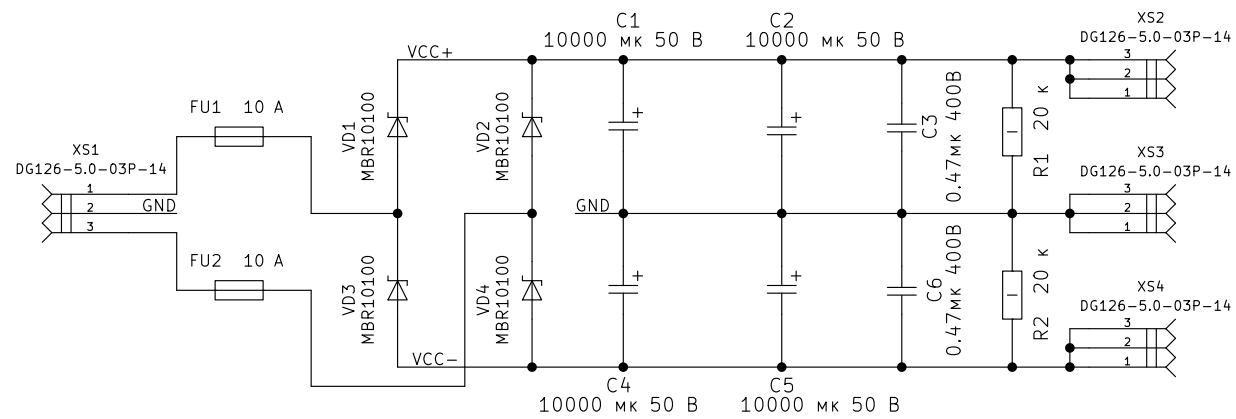 C1
10000 мк 50 В
C2
10000 мк 50 В
XS2
DG126-5.0-03P-14
3
2
1
VCC+
FU1 10 А
VD1
MBR10100
VD2
MBR10100
+
+
C3
0.47мк 400В
R1 20 к
XS1
DG126-5.0-03P-14
1
2
3
GND
GND
XS3
DG126-5.0-03P-14
3
2
1
FU2 10 А
VD3
MBR10100
VD4
MBR10100
+
+
C6
0.47мк 400В
R2 20 к
XS4
DG126-5.0-03P-14
3
2
1
VCC-
C4
10000 мк 50 В
C5
10000 мк 50 В